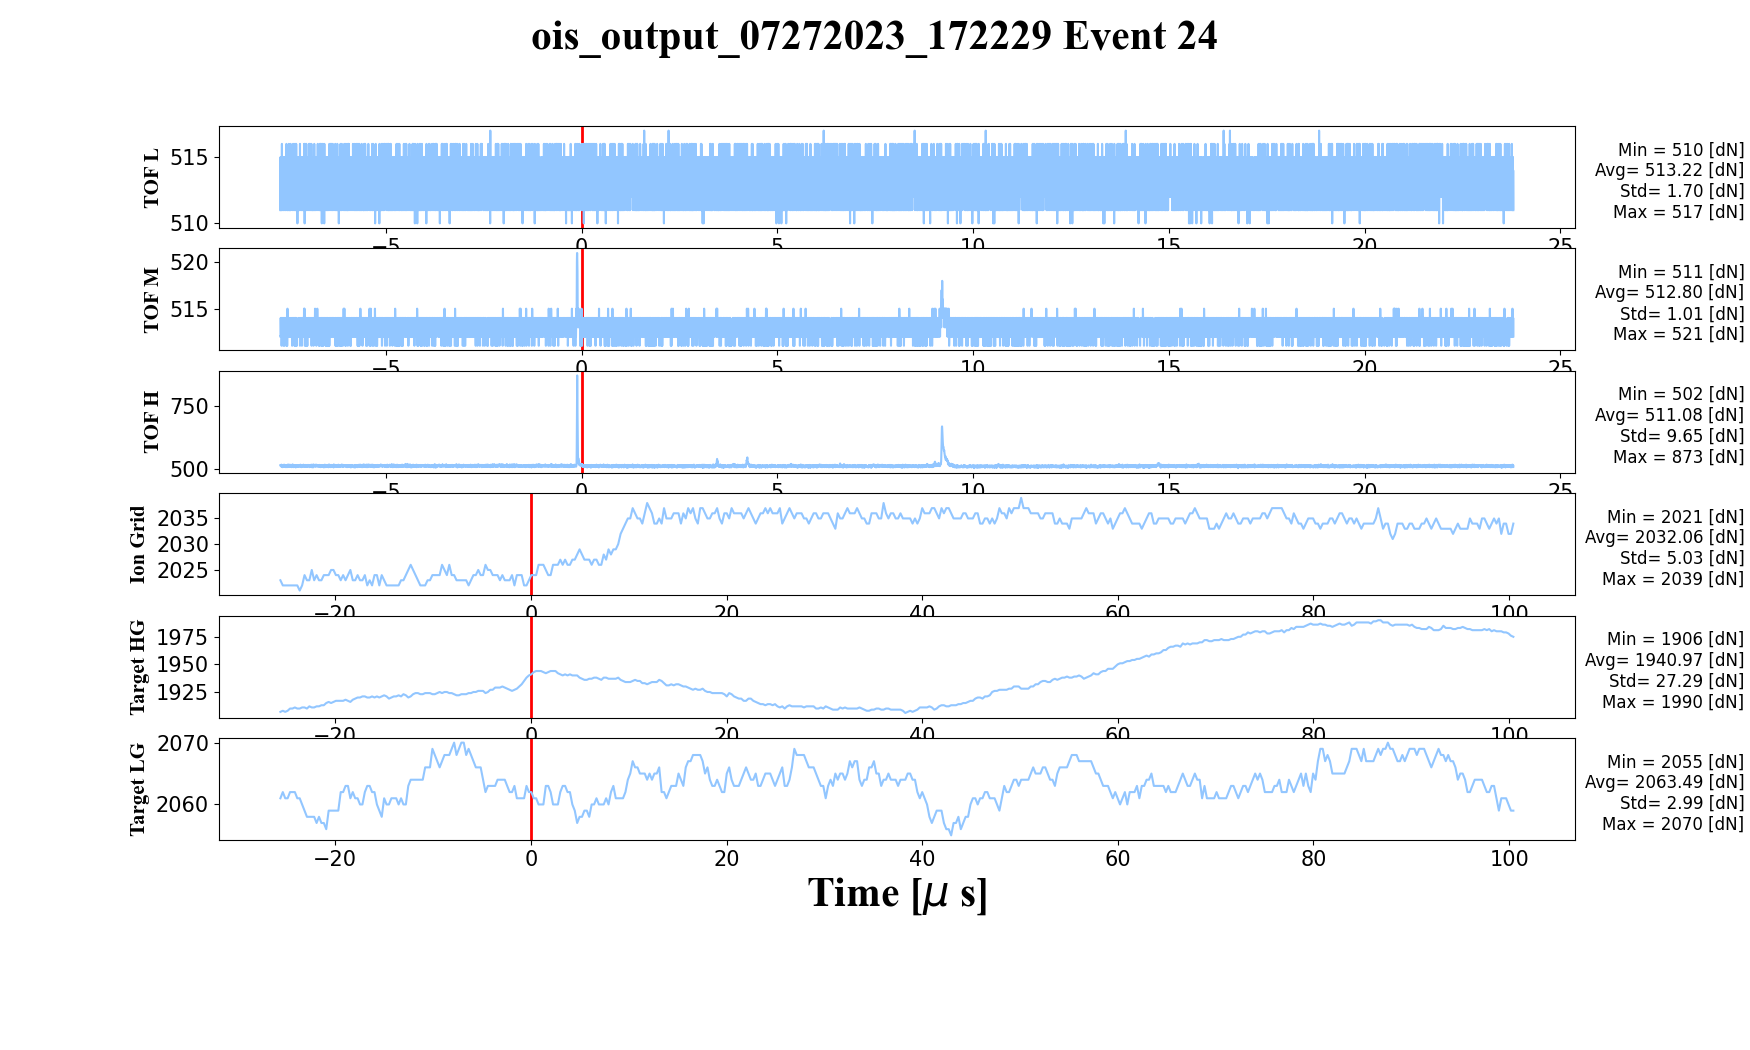 ois_output_07272023_172229 Event 24
TOF L
515
510
Min = 510 [dN]
Avg= 513.22 [dN]
Std= 1.70 [dN]
Max = 517 [dN]
−5 0 5 10 15 20 25
TOF M
520
515
Min = 511 [dN]
Avg= 512.80 [dN]
Std= 1.01 [dN]
Max = 521 [dN]
−5 0 5 10 15 20 25
TOF H
750
500
Min = 502 [dN]
Avg= 511.08 [dN]
Std= 9.65 [dN]
Max = 873 [dN]
−5 0 5 10 15 20 25
Ion Grid
2035
2030
2025
Min = 2021 [dN]
Avg= 2032.06 [dN]
Std= 5.03 [dN]
Max = 2039 [dN]
−20 0 20 40 60 80 100
Target HG
1975
1950
1925
Min = 1906 [dN]
Avg= 1940.97 [dN]
Std= 27.29 [dN]
Max = 1990 [dN]
−20 0 20 40 60 80 100
Target LG
2070
2060
Min = 2055 [dN]
Avg= 2063.49 [dN]
Std= 2.99 [dN]
Max = 2070 [dN]
−20 0 20 40 60 80 100
Time [μ s]